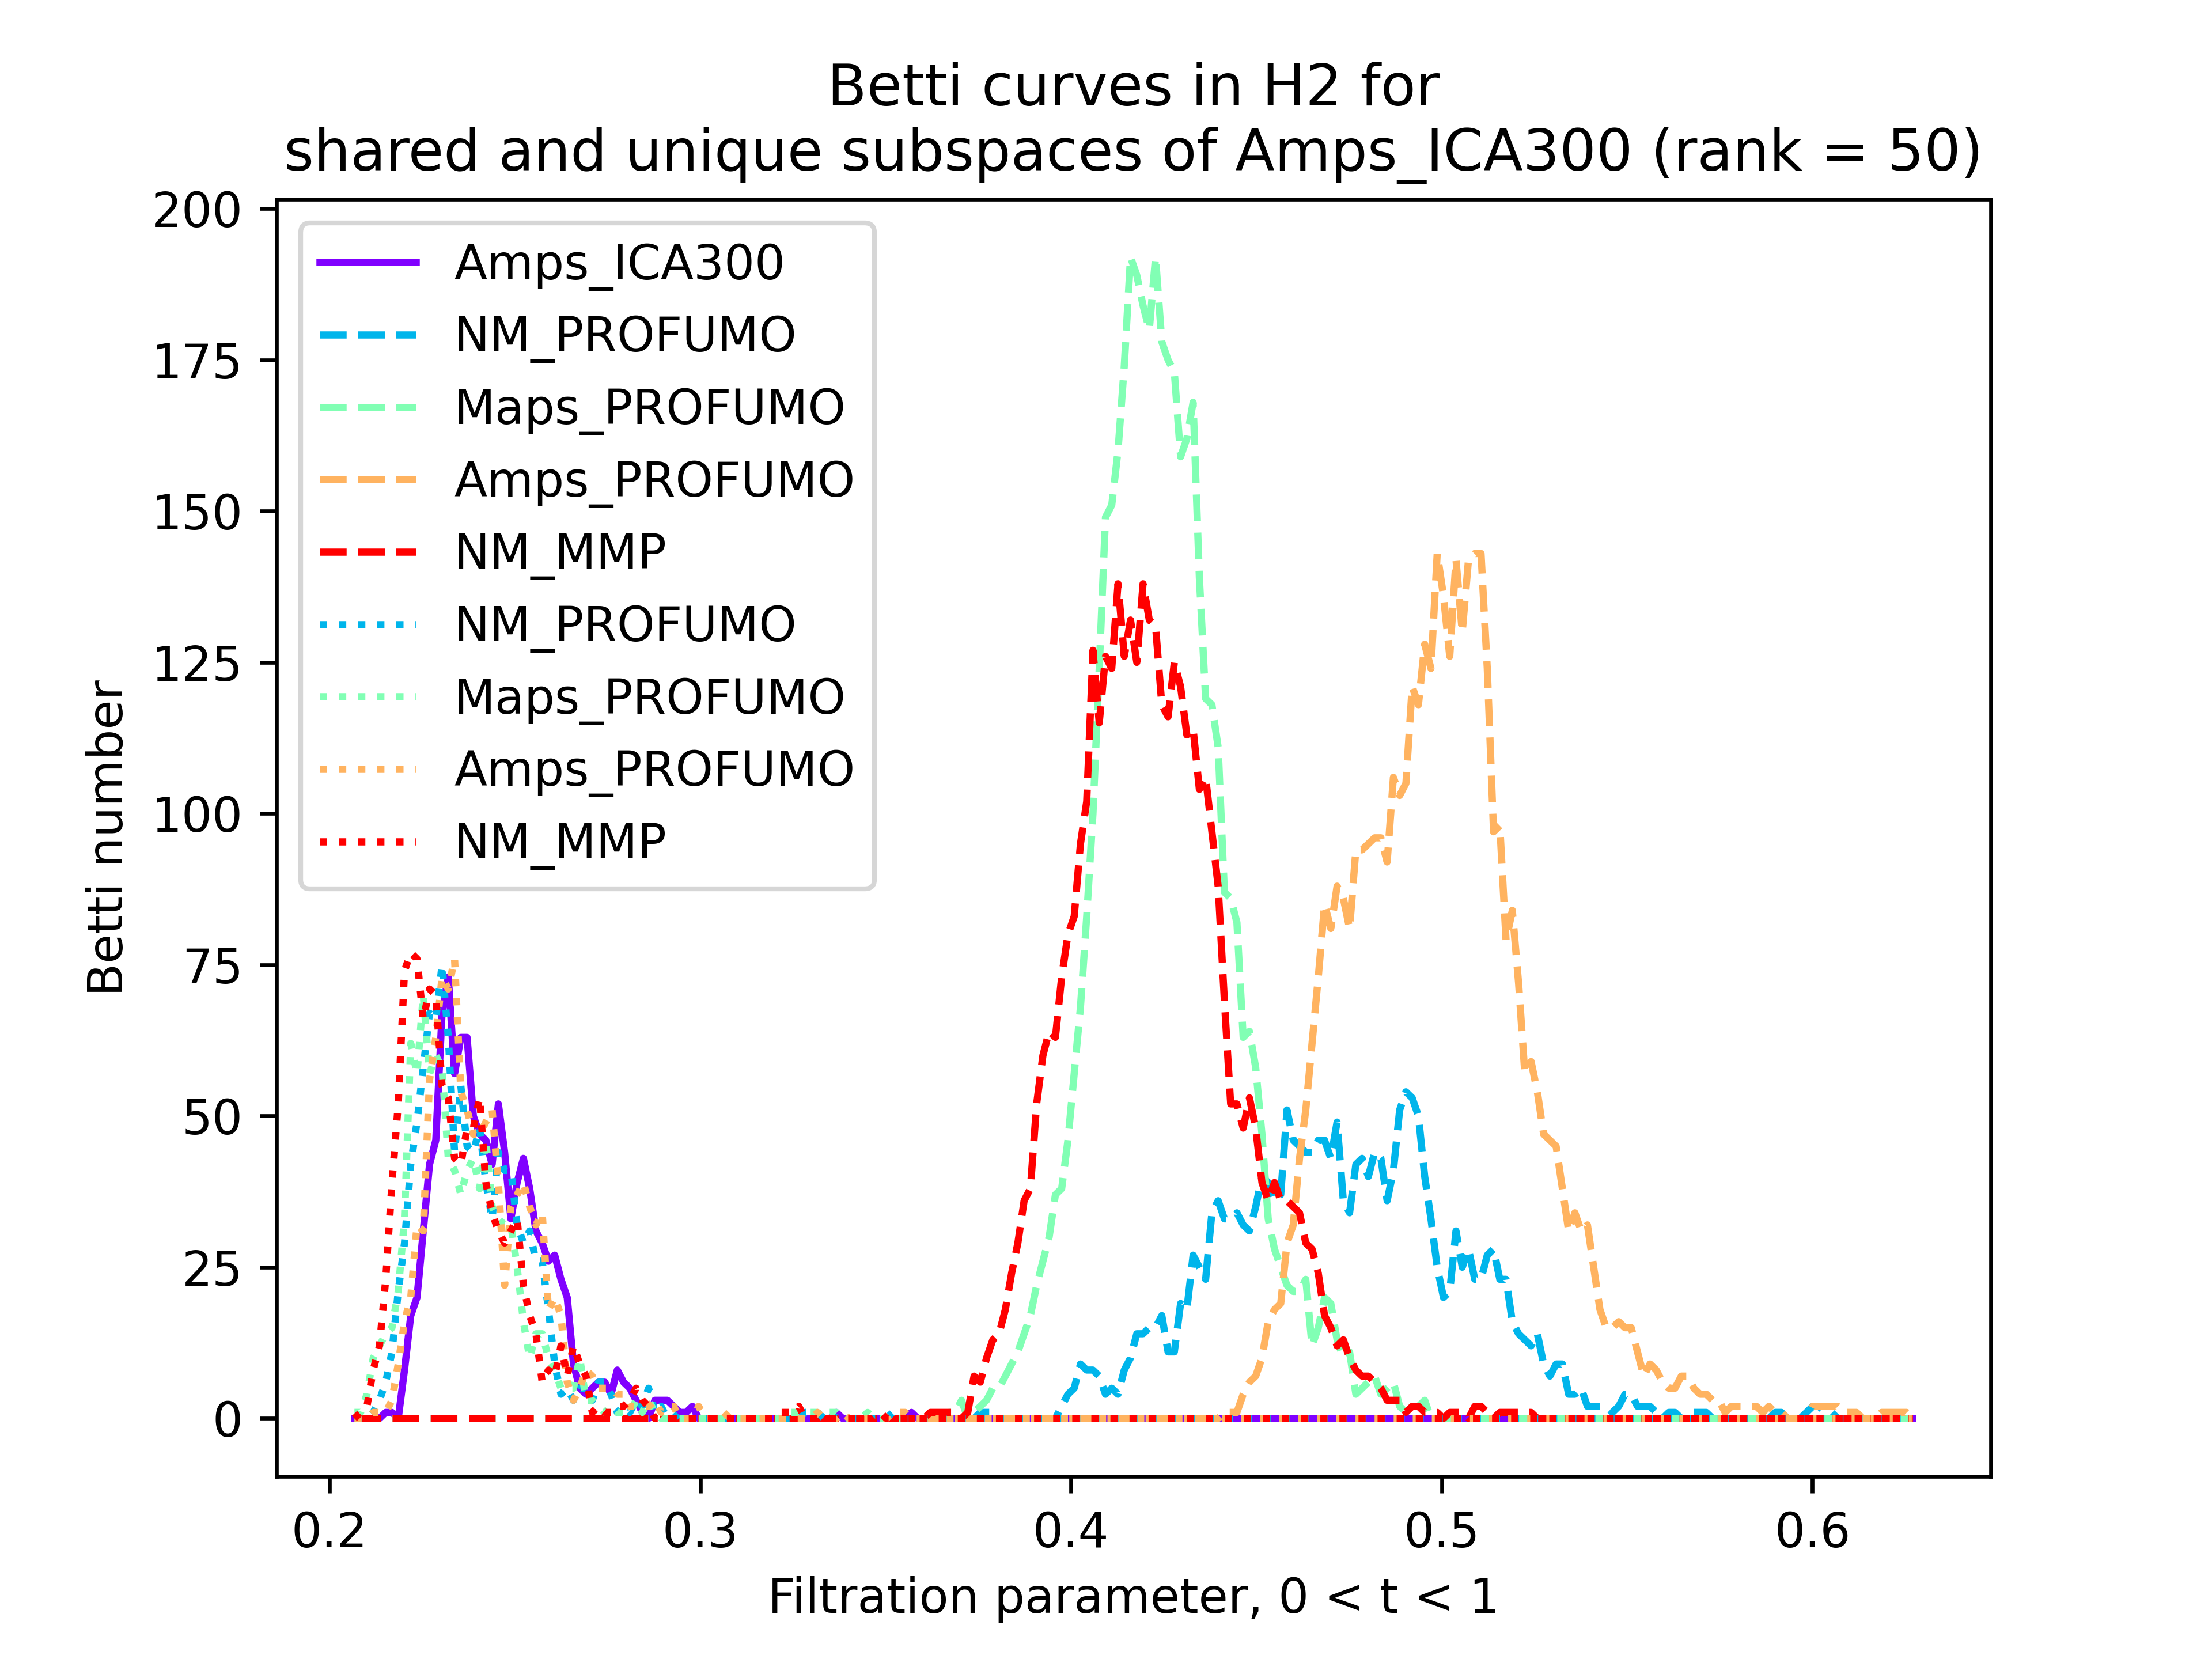 Betti curves in H2 for
shared and unique subspaces of Amps_ICA300 (rank = 50)
200
175
150
125
100
75
50
25
0
Betti number
Amps_ICA300
NM_PROFUMO
Maps_PROFUMO
Amps_PROFUMO
NM_MMP
NM_PROFUMO
Maps_PROFUMO
Amps_PROFUMO
NM_MMP
0.2 0.3 0.4 0.5 0.6
Filtration parameter, 0 < t < 1